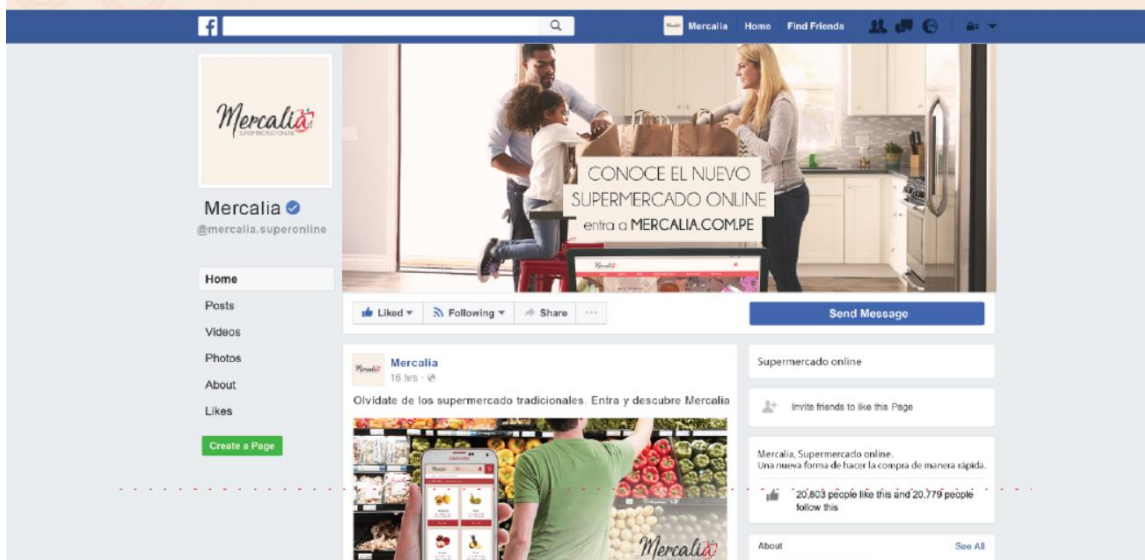 f
Mercalia Home Find Friends
Mercalia
SUPERMERCADO ONLINE
CONOCE EL NUEVO
SUPERMERCADO ONLINE
entra a MERCALIA.COM.PE
Mercalia
Mercalia
@mercalia.superonline
Home
Posts
Videos
Photos
About
Likes
Create a Page
Liked Following Share ...
Send Message
Mercalia
Mercalia
16 hrs ·
Olvídate de los supermercado tradicionales. Entra y descubre Mercalia
Mercalia
Supermercado online
Invite friends to like this Page
Mercalia, Supermercado online.
Una nueva forma de hacer la compra de manera rápida.
20,803 people like this and 20,779 people
follow this
About See All